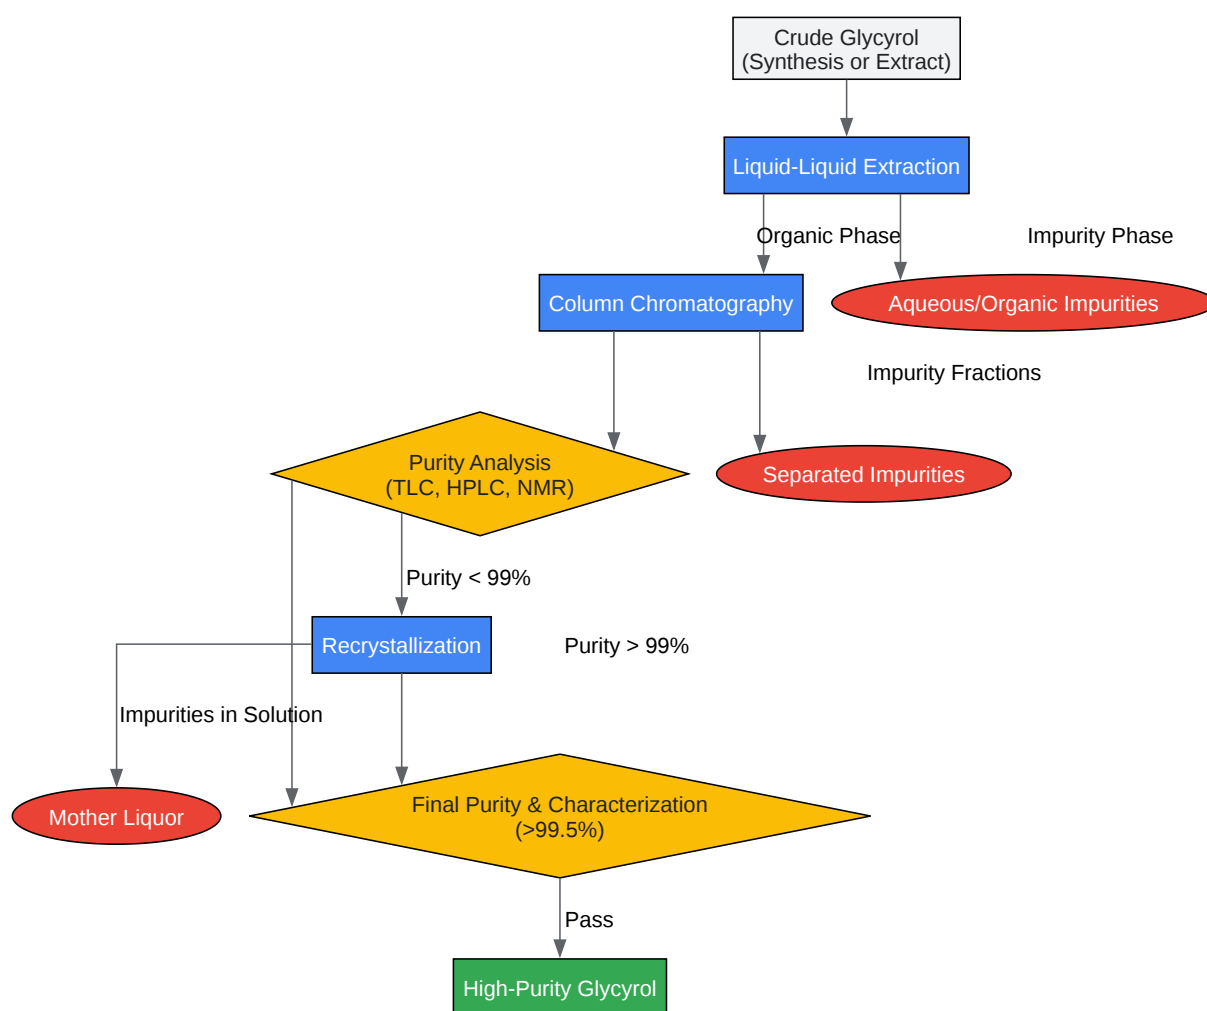 Crude Glycyrol
(Synthesis or Extract)
Liquid-Liquid Extraction
Organic Phase
Impurity Phase
Column Chromatography
Aqueous/Organic Impurities
Impurity Fractions
Purity Analysis
(TLC, HPLC, NMR)
Separated Impurities
Purity < 99%
Recrystallization
Purity > 99%
Impurities in Solution
Mother Liquor
Final Purity & Characterization
(>99.5%)
Pass
High-Purity Glycyrol